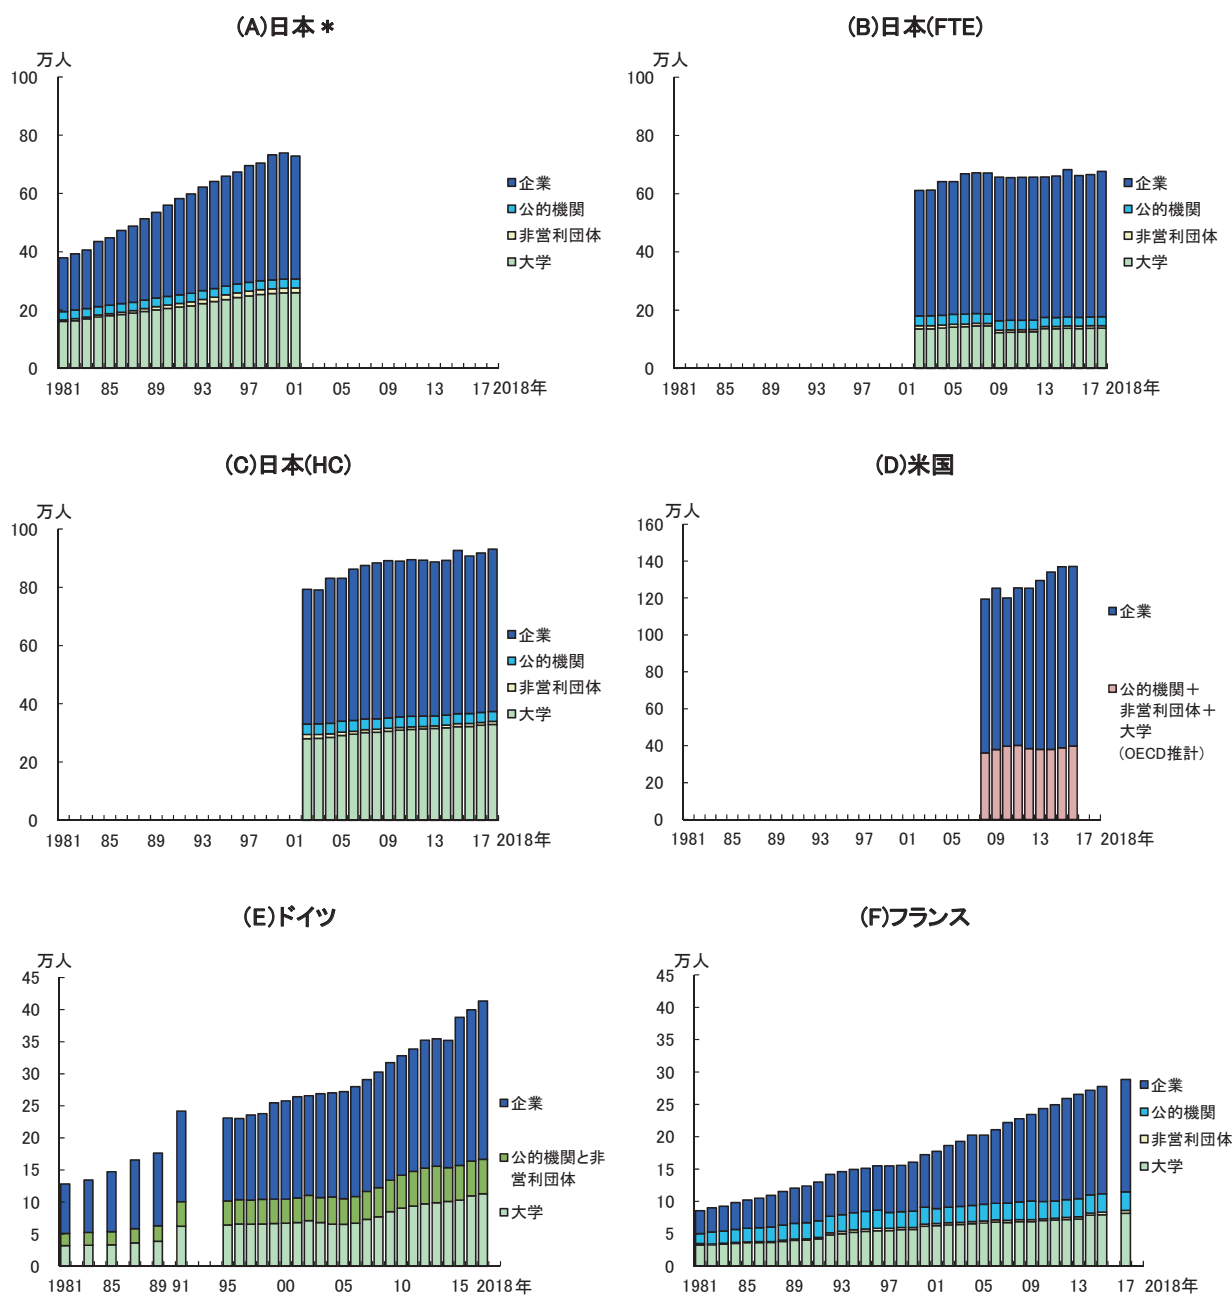 (A)日本＊
万人
100
80
60
40
20
0
1981 85 89 93 97 01 05 09 13 17 2018年
企業
公的機関
非営利団体
大学
(B)日本(FTE)
万人
100
80
60
40
20
0
1981 85 89 93 97 01 05 09 13 17 2018年
企業
公的機関
非営利団体
大学
(C)日本(HC)
万人
100
80
60
40
20
0
1981 85 89 93 97 01 05 09 13 17 2018年
企業
公的機関
非営利団体
大学
(D)米国
万人
160
140
120
100
80
60
40
20
0
1981 85 89 93 97 01 05 09 13 17 2018年
企業
公的機関＋
非営利団体＋
大学
(OECD推計)
(E)ドイツ
万人
45
40
35
30
25
20
15
10
5
0
1981 85 89 91 95 00 05 10 15 2018年
企業
公的機関と非
営利団体
大学
(F)フランス
万人
45
40
35
30
25
20
15
10
5
0
1981 85 89 93 97 01 05 09 13 17 2018年
企業
公的機関
非営利団体
大学